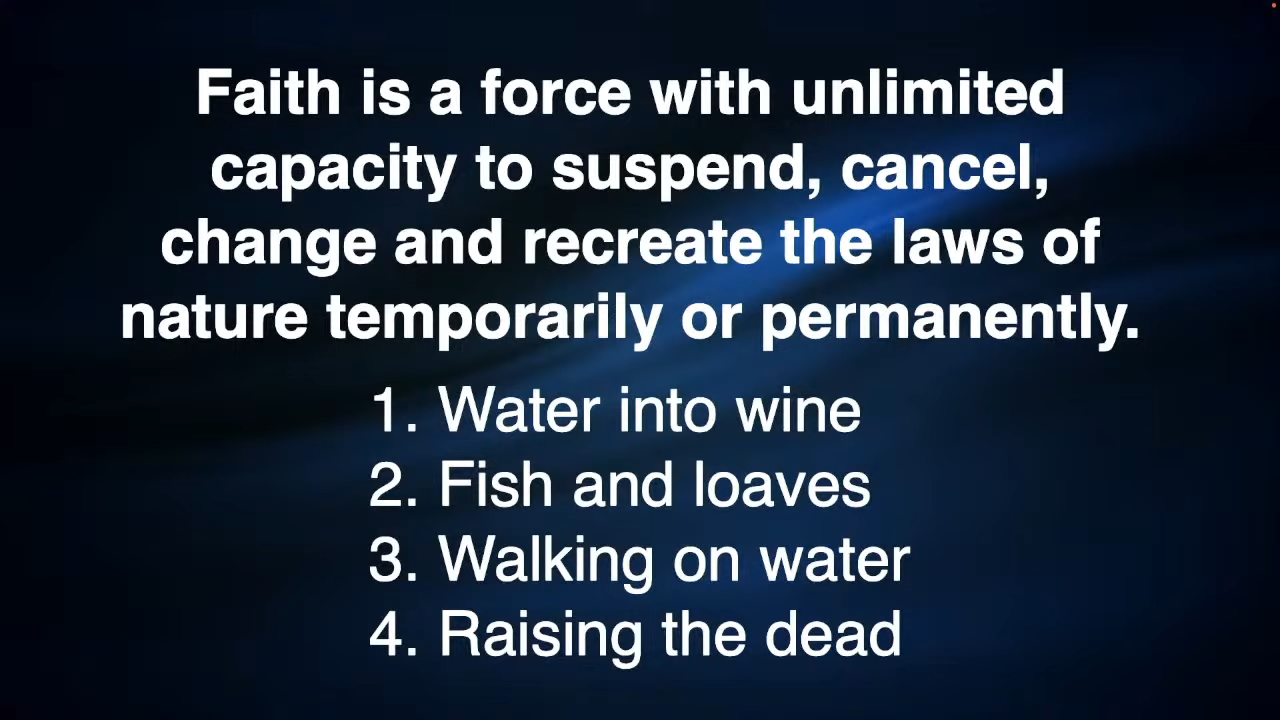 Faith is a force with unlimited
capacity to suspend, cancel,
change and recreate the laws of
nature temporarily or permanently.
1. Water into wine
2. Fish and loaves
3. Walking on water
4. Raising the dead